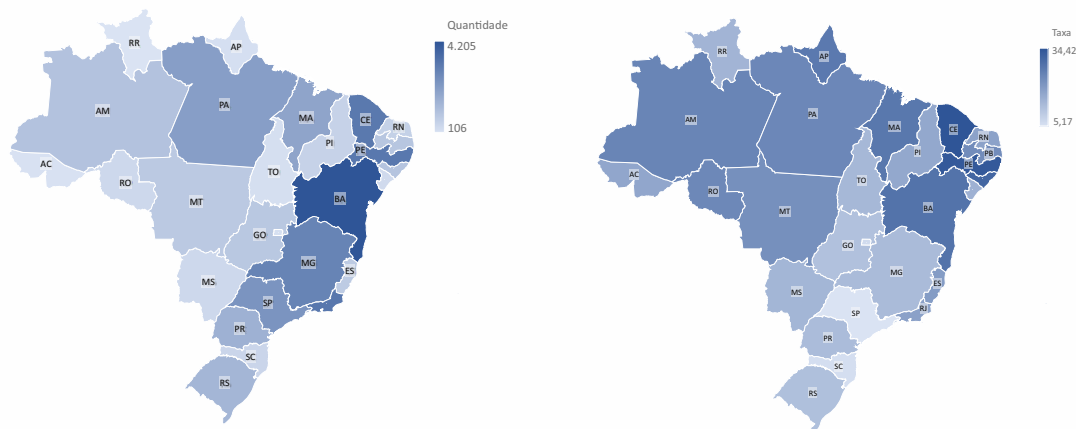 Quantidade
4.205
106
RR
AP
AM
PA
MA
CE
RN
PI
PE
AC
TO
RO
BA
MT
GO
MG
ES
MS
SP
PR
SC
RS
Taxa
34,42
5,17
RR
AP
AM
PA
MA
CE
RN
PI
PB
PE
AC
TO
RO
BA
MT
GO
MG
ES
MS
RJ
SP
PR
SC
RS